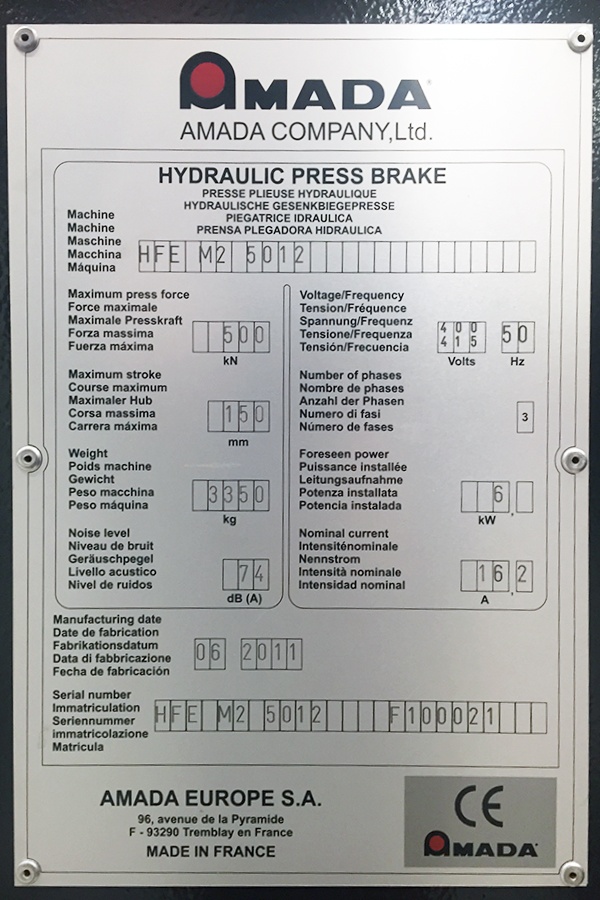 AMADA
AMADA COMPANY,Ltd.
HYDRAULIC PRESS BRAKE
PRESSE PLIEUSE HYDRAULIQUE
HYDRAULISCHE GESENKBIEGEPRESSE
PIEGATRICE IDRAULICA
PRENSA PLEGADORA HIDRAULICA
Machine
Machine
Maschine
Macchina
Máquina
HFE M2 5012
Maximum press force
Force maximale
Maximale Presskraft
Forza massima
Fuerza máxima
500
kN
Maximum stroke
Course maximum
Maximaler Hub
Corsa massima
Carrera máxima
150
mm
Weight
Poids machine
Gewicht
Peso macchina
Peso máquina
3350
kg
Noise level
Niveau de bruit
Geräuschpegel
Livello acustico
Nivel de ruidos
74
dB (A)
Voltage/Frequency
Tension/Fréquence
Spannung/Frequenz
Tensione/Frequenza
Tensión/Frecuencia
400
415
50
Volts
Hz
Number of phases
Nombre de phases
Anzahl der Phasen
Numero di fasi
Número de fases
3
Foreseen power
Puissance installée
Leitungsaufnahme
Potenza installata
Potencia instalada
6,
kW
Nominal current
Intensiténominale
Nennstrom
Intensità nominale
Intensidad nominal
16,2
A
Manufacturing date
Date de fabrication
Fabrikationsdatum
Data di fabbricazione
Fecha de fabricación
06 2011
Serial number
Immatriculation
Seriennummer
immatricolazione
Matricula
HFE M2 5012 F100021
AMADA EUROPE S.A.
96, avenue de la Pyramide
F - 93290 Tremblay en France
MADE IN FRANCE
CE
AMADA